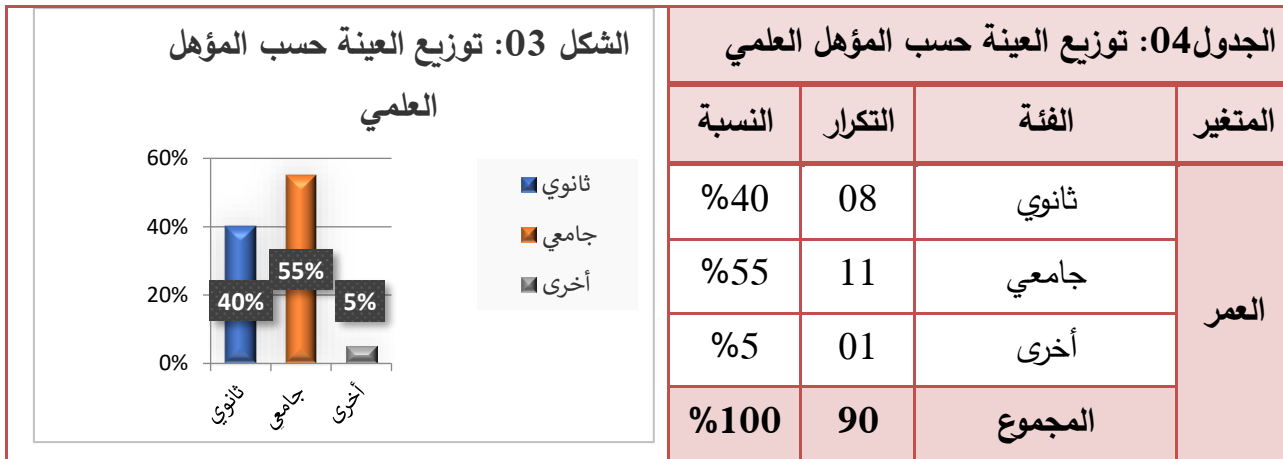 الجدول04: توزيع العينة حسب المؤهل العلمي
المتغير الفئة التكرار النسبة
العمر
ثانوي 08 %40
جامعي 11 %55
أخرى 01 %5
المجموع 90 %100
الشكل 03: توزيع العينة حسب المؤهل
العلمي
60%
40%
20%
0%
40%
55%
5%
ثانوي
جامعي
أخرى
ثانوي
جامعي
أخرى